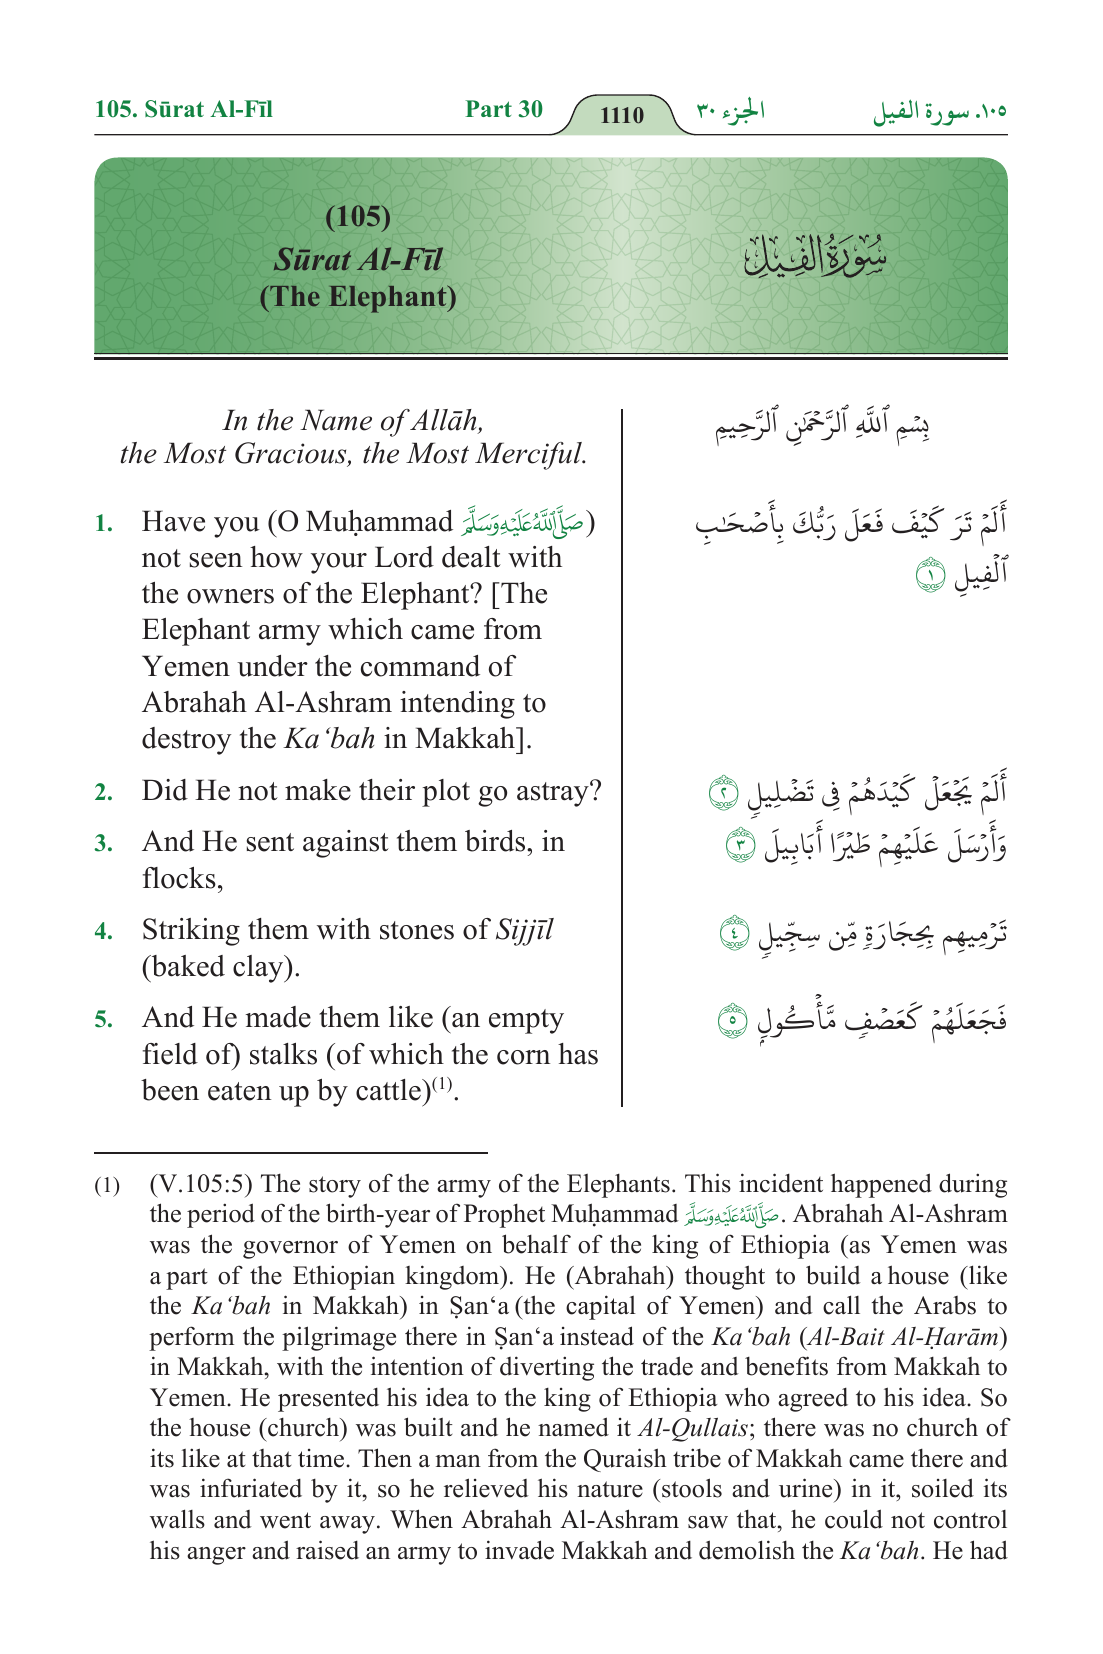 105. Sūrat Al-Fīl Part 30 1110 الجزء ٣٠ ١٠٥. سورة الفيل
(105)
Sūrat Al-Fīl
(The Elephant)
سُورَةُ الفِيلِ
In the Name of Allāh,
the Most Gracious, the Most Merciful.
بِسْمِ ٱللَّهِ ٱلرَّحْمَٰنِ ٱلرَّحِيمِ
1. Have you (O Muḥammad صَلَّى اللَّهُ عَلَيْهِ وَسَلَّمَ)
not seen how your Lord dealt with
the owners of the Elephant? [The
Elephant army which came from
Yemen under the command of
Abrahah Al-Ashram intending to
destroy the Ka‘bah in Makkah].
أَلَمْ تَرَ كَيْفَ فَعَلَ رَبُّكَ بِأَصْحَٰبِ
ٱلْفِيلِ ١
2. Did He not make their plot go astray?
أَلَمْ يَجْعَلْ كَيْدَهُمْ فِى تَضْلِيلٍ ٢
3. And He sent against them birds, in
flocks,
وَأَرْسَلَ عَلَيْهِمْ طَيْرًا أَبَابِيلَ ٣
4. Striking them with stones of Sijjīl
(baked clay).
تَرْمِيهِم بِحِجَارَةٍ مِّن سِجِّيلٍ ٤
5. And He made them like (an empty
field of) stalks (of which the corn has
been eaten up by cattle)(1).
فَجَعَلَهُمْ كَعَصْفٍ مَّأْكُولٍۭ ٥
(1) (V.105:5) The story of the army of the Elephants. This incident happened during
the period of the birth-year of Prophet Muḥammad صَلَّى اللَّهُ عَلَيْهِ وَسَلَّمَ. Abrahah Al-Ashram
was the governor of Yemen on behalf of the king of Ethiopia (as Yemen was
a part of the Ethiopian kingdom). He (Abrahah) thought to build a house (like
the Ka‘bah in Makkah) in Ṣan‘a (the capital of Yemen) and call the Arabs to
perform the pilgrimage there in Ṣan‘a instead of the Ka‘bah (Al-Bait Al-Ḥarām)
in Makkah, with the intention of diverting the trade and benefits from Makkah to
Yemen. He presented his idea to the king of Ethiopia who agreed to his idea. So
the house (church) was built and he named it Al-Qullais; there was no church of
its like at that time. Then a man from the Quraish tribe of Makkah came there and
was infuriated by it, so he relieved his nature (stools and urine) in it, soiled its
walls and went away. When Abrahah Al-Ashram saw that, he could not control
his anger and raised an army to invade Makkah and demolish the Ka‘bah. He had